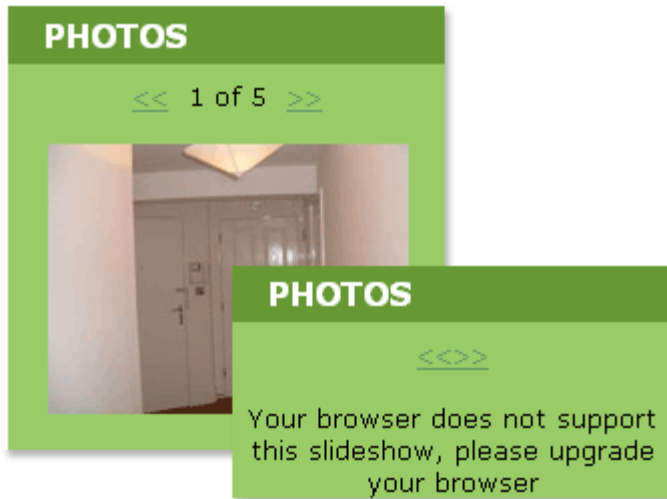 PHOTOS
<< 1 of 5 >>
PHOTOS
<<>>
Your browser does not support
this slideshow, please upgrade
your browser